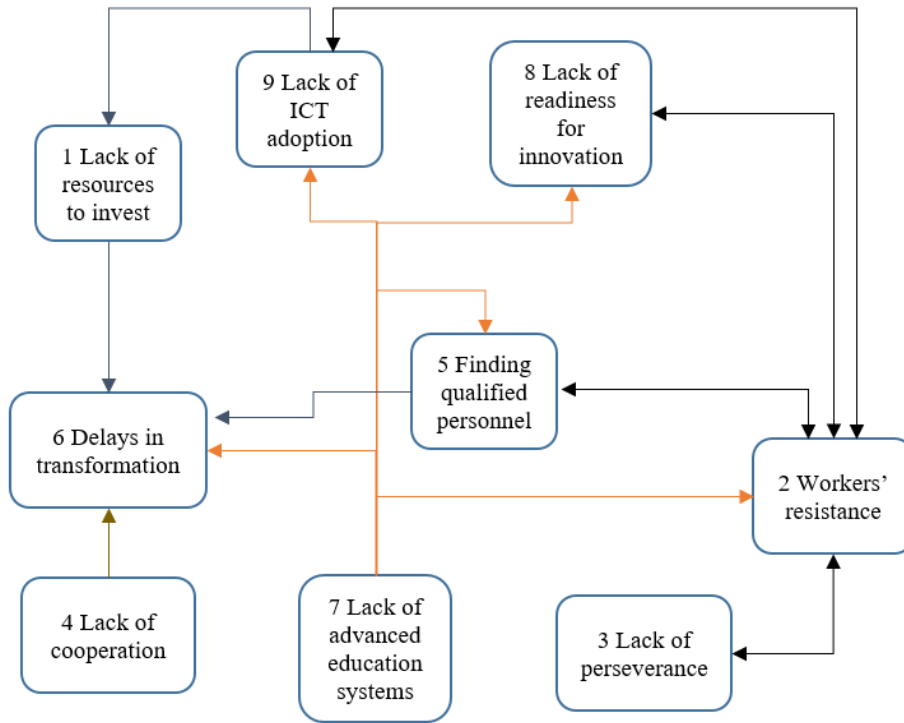 9 Lack of
ICT
adoption
8 Lack of
readiness
for
innovation
1 Lack of
resources
to invest
5 Finding
qualified
personnel
6 Delays in
transformation
2 Workers’
resistance
4 Lack of
cooperation
7 Lack of
advanced
education
systems
3 Lack of
perseverance